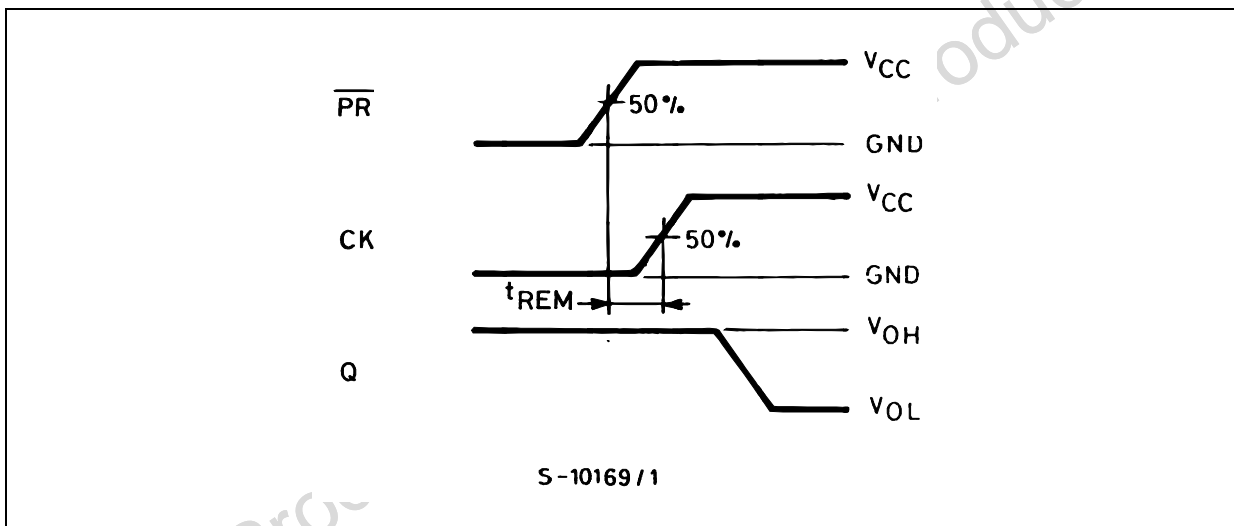 VCC
PR
50%
GND
VCC
CK
50%
GND
tREM
VOH
Q
VOL
S-10169/1